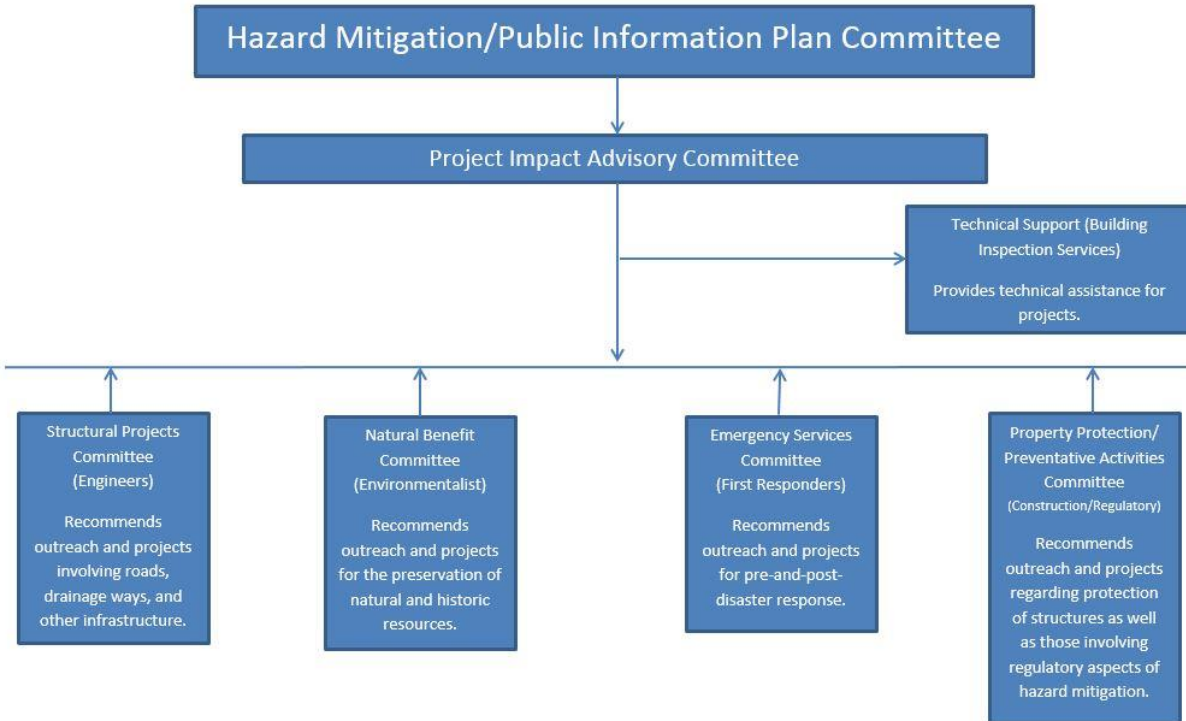 Hazard Mitigation/Public Information Plan Committee
Project Impact Advisory Committee
Technical Support (Building
Inspection Services)
Provides technical assistance for
projects.
Structural Projects
Committee
(Engineers)
Recommends
outreach and projects
involving roads,
drainage ways, and
other infrastructure.
Natural Benefit
Committee
(Environmentalist)
Recommends
outreach and projects
for the preservation of
natural and historic
resources.
Emergency Services
Committee
(First Responders)
Recommends
outreach and projects
for pre-and-post-
disaster response.
Property Protection/
Preventative Activities
Committee
(Construction/Regulatory)
Recommends
outreach and projects
regarding protection
of structures as well
as those involving
regulatory aspects of
hazard mitigation.